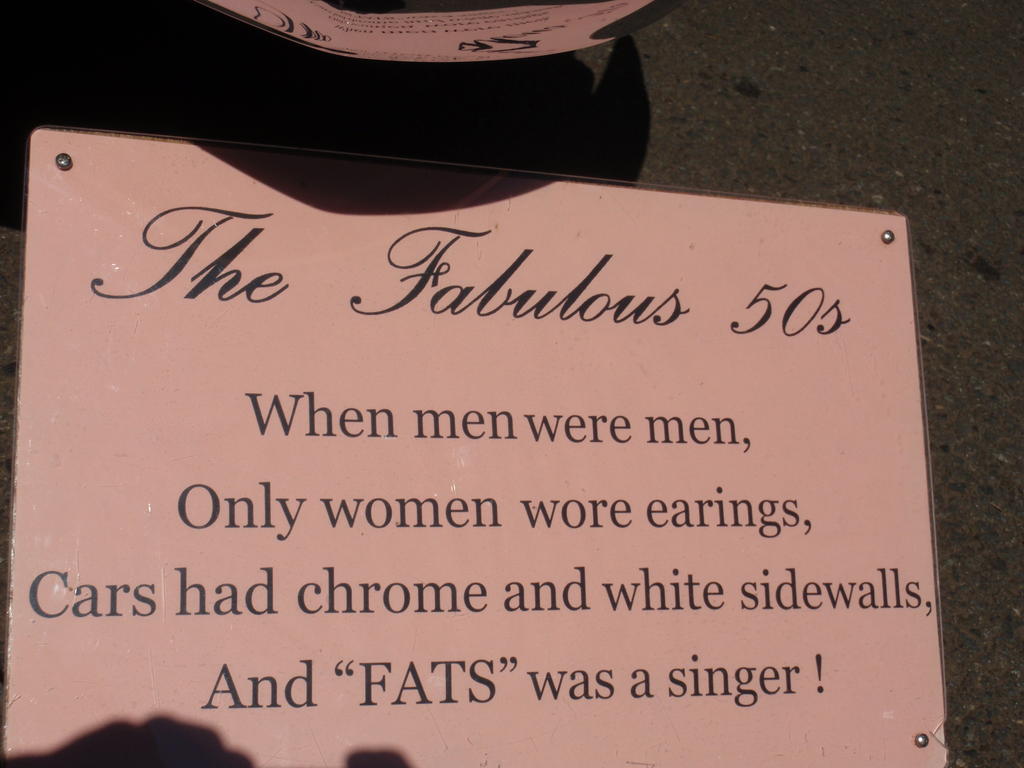 The Fabulous 50s
When men were men,
Only women wore earings,
Cars had chrome and white sidewalls,
And “FATS” was a singer !